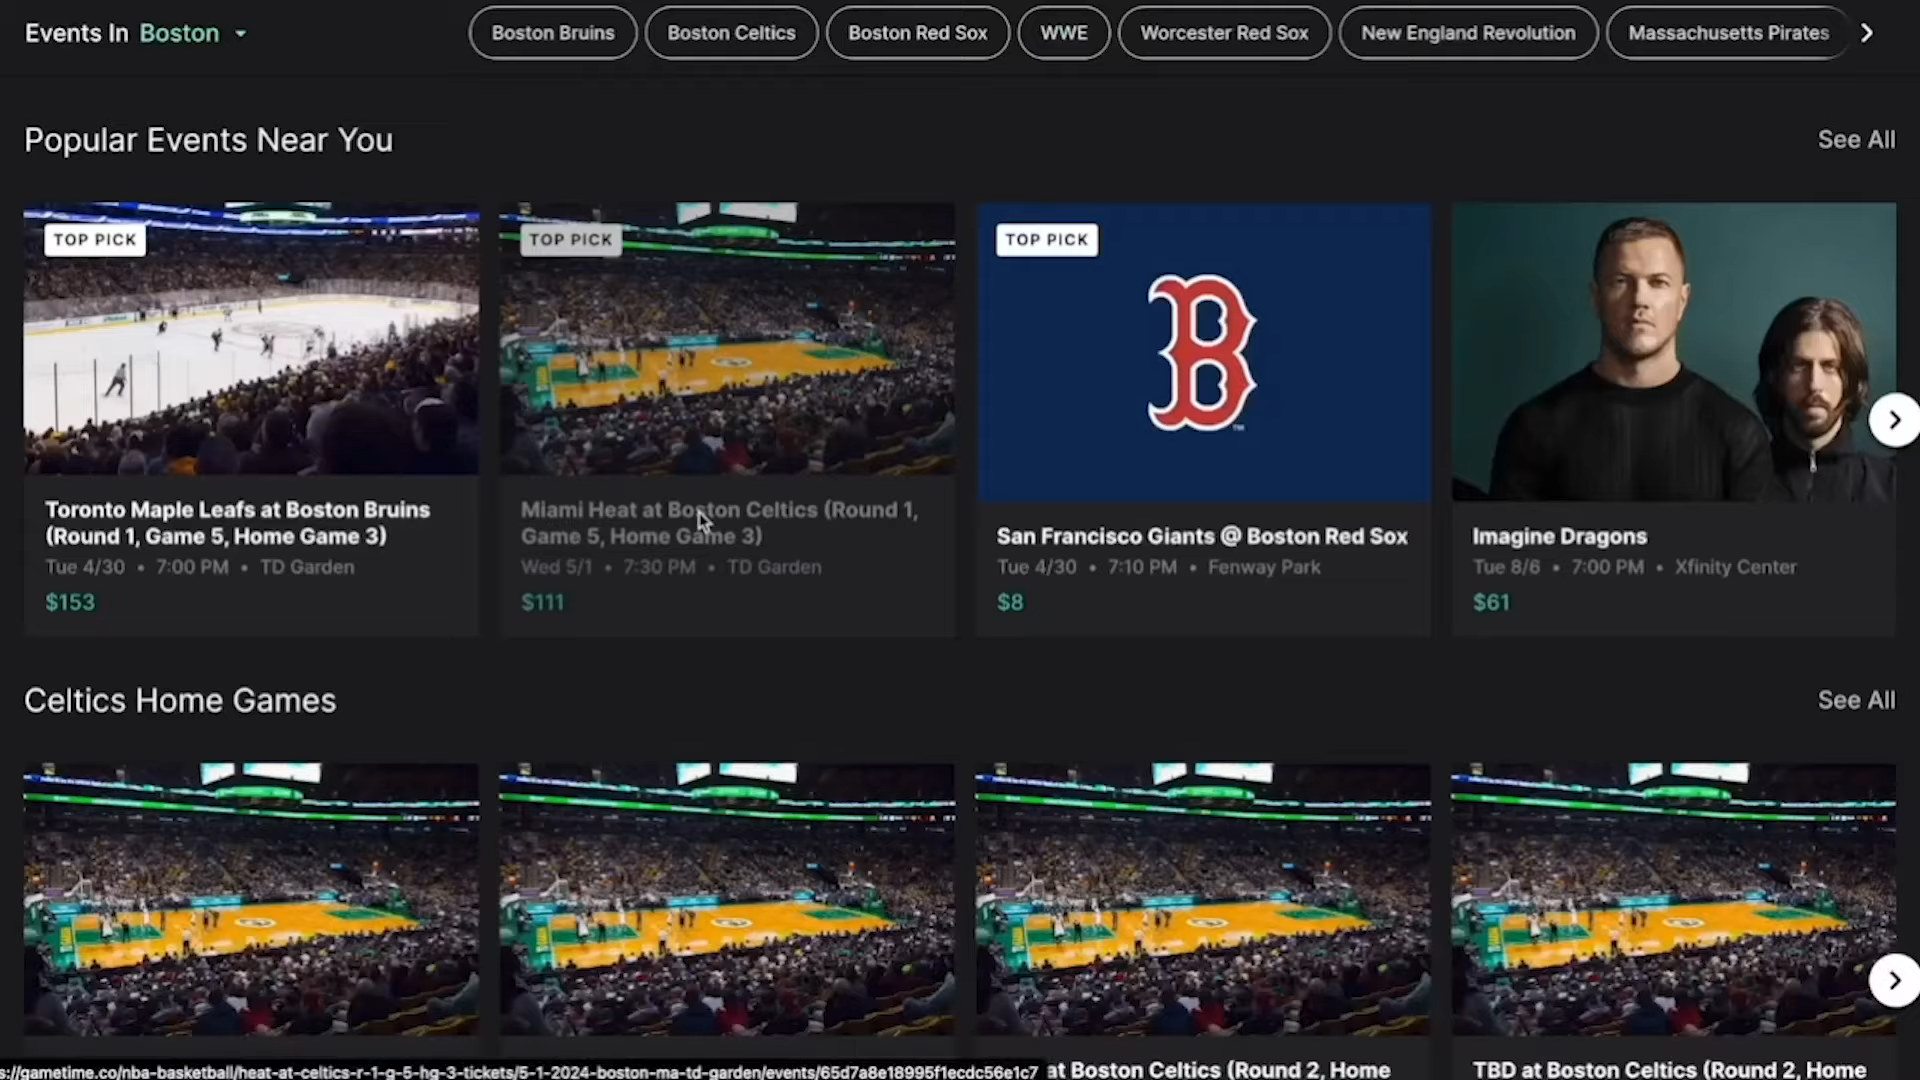 Events In Boston
Boston Bruins
Boston Celtics
Boston Red Sox
WWE
Worcester Red Sox
New England Revolution
Massachusetts Pirates
Popular Events Near You
See All
TOP PICK
Toronto Maple Leafs at Boston Bruins
(Round 1, Game 5, Home Game 3)
Tue 4/30 • 7:00 PM • TD Garden
$153
TOP PICK
Miami Heat at Boston Celtics (Round 1,
Game 5, Home Game 3)
Wed 5/1 • 7:30 PM • TD Garden
$111
TOP PICK
B
San Francisco Giants @ Boston Red Sox
Tue 4/30 • 7:10 PM • Fenway Park
$8
Imagine Dragons
Tue 8/6 • 7:00 PM • Xfinity Center
$61
Celtics Home Games
See All
at Boston Celtics (Round 2, Home
TBD at Boston Celtics (Round 2, Home
s://gametime.co/nba-basketball/heat-at-celtics-r-1-g-5-hg-3-tickets/5-1-2024-boston-ma-td-garden/events/65d7a8e18995f1ecdc56e1c7